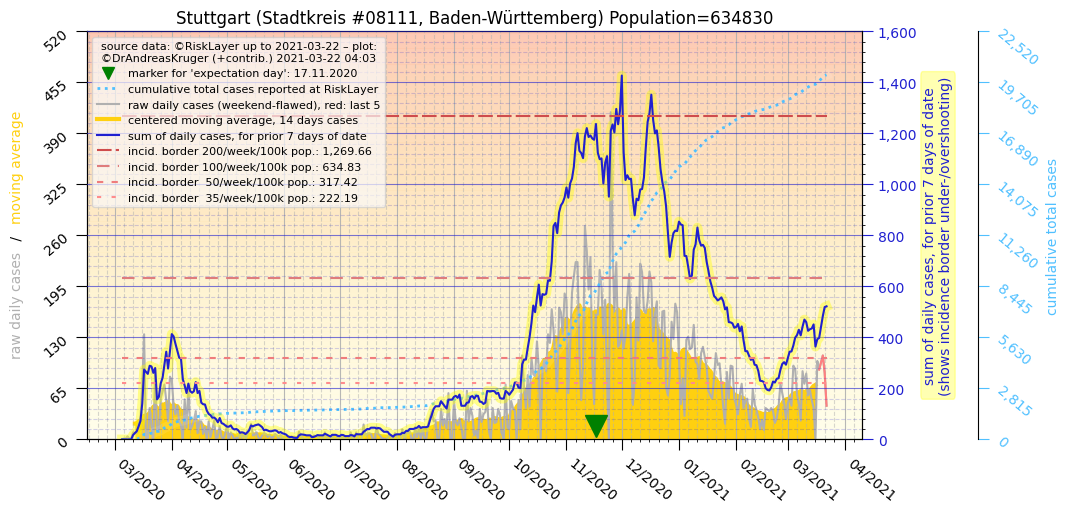 Stuttgart (Stadtkreis #08111, Baden-Württemberg) Population=634830
source data: ©RiskLayer up to 2021-03-22 – plot:
©DrAndreasKruger (+contrib.) 2021-03-22 04:03
marker for 'expectation day': 17.11.2020
cumulative total cases reported at RiskLayer
raw daily cases (weekend-flawed), red: last 5
centered moving average, 14 days cases
sum of daily cases, for prior 7 days of date
incid. border 200/week/100k pop.: 1,269.66
incid. border 100/week/100k pop.: 634.83
incid. border  50/week/100k pop.: 317.42
incid. border  35/week/100k pop.: 222.19
raw daily cases / moving average
520
455
390
325
260
195
130
65
0
03/2020
04/2020
05/2020
06/2020
07/2020
08/2020
09/2020
10/2020
11/2020
12/2020
01/2021
02/2021
03/2021
04/2021
1,600
1,400
1,200
1,000
800
600
400
200
0
sum of daily cases, for prior 7 days of date
(shows incidence border under-/overshooting)
22,520
19,705
16,890
14,075
11,260
8,445
5,630
2,815
0
cumulative total cases